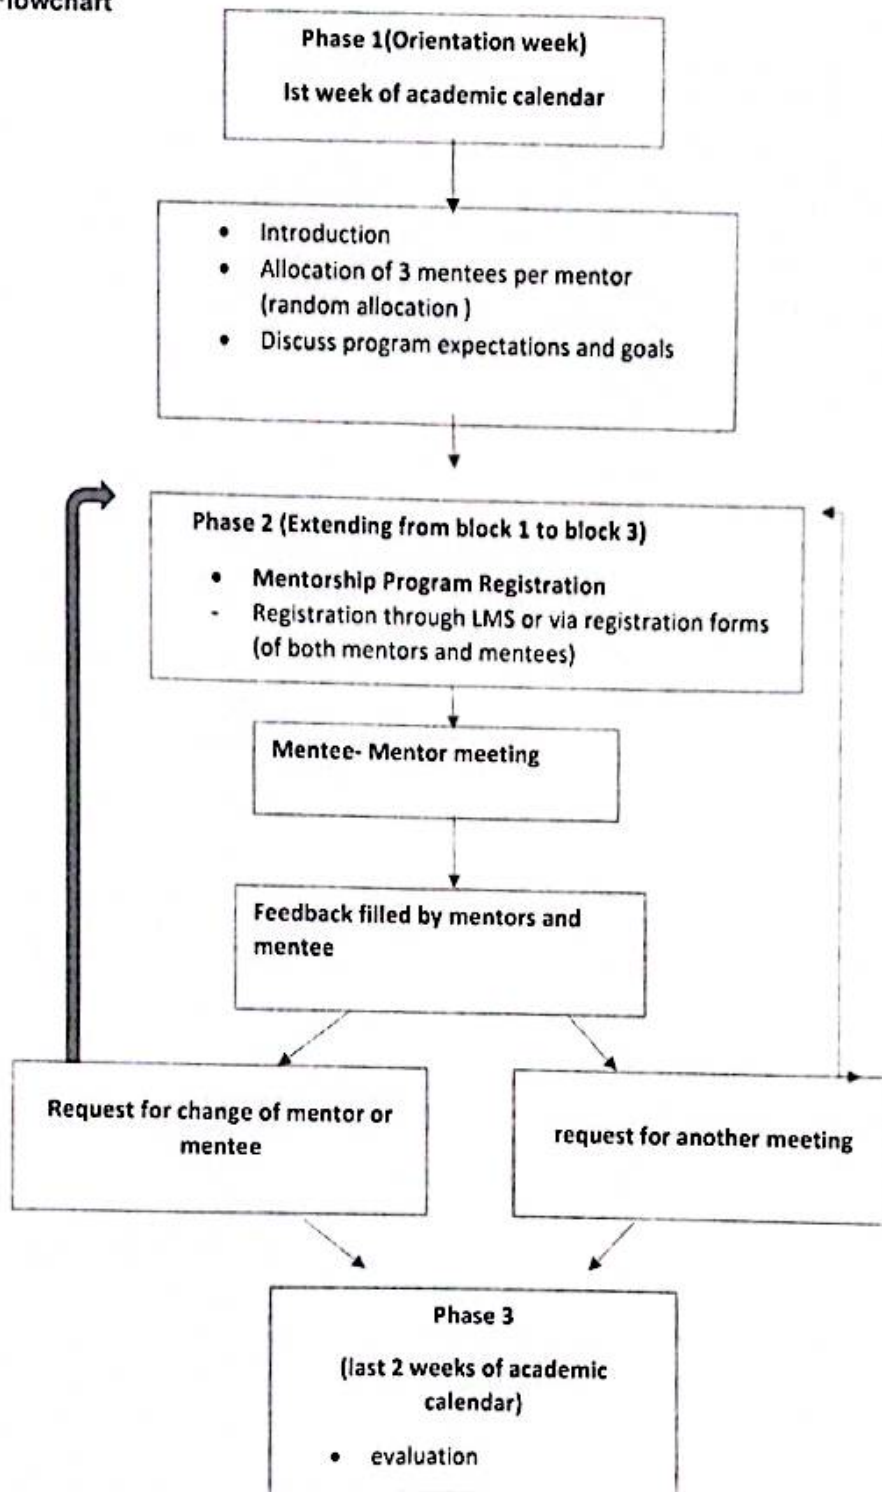 Flowchart
Phase 1(Orientation week)
Ist week of academic calendar
• Introduction
• Allocation of 3 mentees per mentor
(random allocation )
• Discuss program expectations and goals
Phase 2 (Extending from block 1 to block 3)
• Mentorship Program Registration
- Registration through LMS or via registration forms
(of both mentors and mentees)
Mentee- Mentor meeting
Feedback filled by mentors and
mentee
Request for change of mentor or
mentee
request for another meeting
Phase 3
(last 2 weeks of academic
calendar)
• evaluation